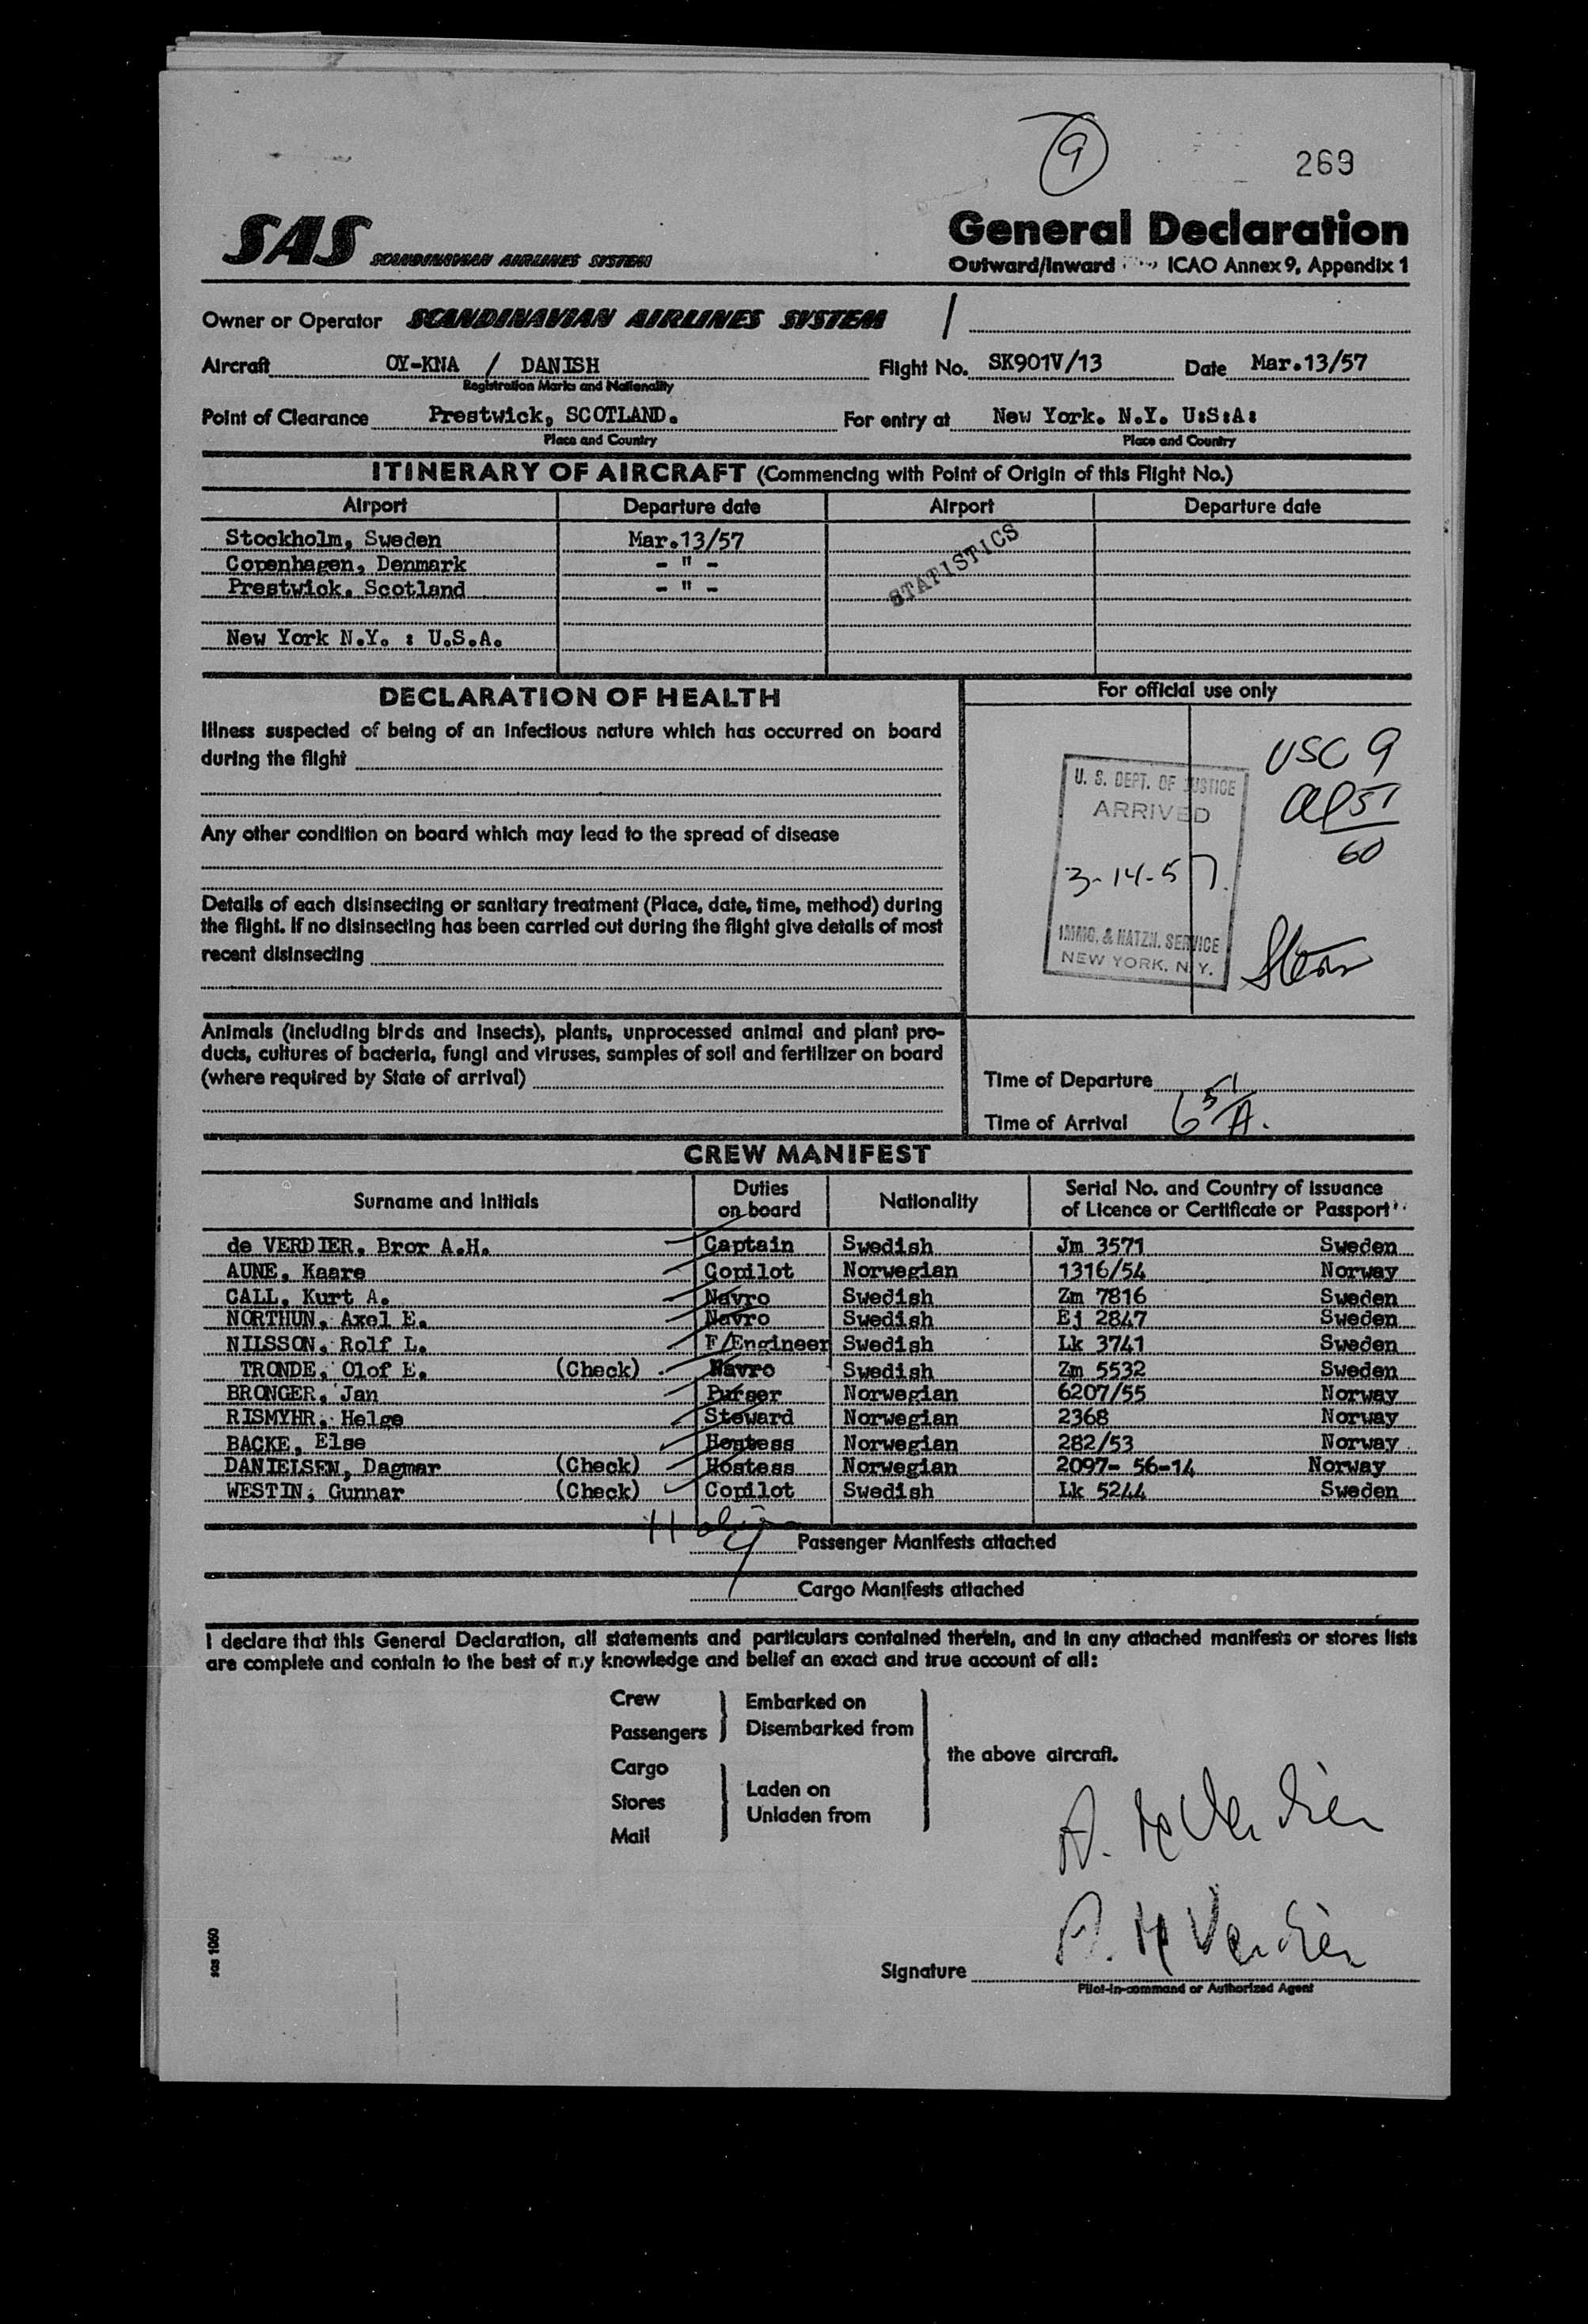 9
269
SAS SCANDINAVIAN AIRLINES SYSTEM
General Declaration
Outward/Inward ICAO Annex 9, Appendix 1
Owner or Operator SCANDINAVIAN AIRLINES SYSTEM /
Aircraft OY-KNA / DANISH Flight No. SK901V/13 Date Mar.13/57
Registration Marks and Nationality
Point of Clearance Prestwick, SCOTLAND. For entry at New York. N.Y. U:S:A:
Place and Country Place and Country
ITINERARY OF AIRCRAFT (Commencing with Point of Origin of this Flight No.)
Airport Departure date Airport Departure date
Stockholm, Sweden Mar.13/57
Copenhagen, Denmark - " -
Prestwick. Scotland - " -
STATISTICS
New York N.Y. : U.S.A.
DECLARATION OF HEALTH
Illness suspected of being of an infectious nature which has occurred on board
during the flight
Any other condition on board which may lead to the spread of disease
Details of each disinsecting or sanitary treatment (Place, date, time, method) during
the flight. If no disinsecting has been carried out during the flight give details of most
recent disinsecting
Animals (including birds and insects), plants, unprocessed animal and plant pro-
ducts, cultures of bacteria, fungi and viruses, samples of soil and fertilizer on board
(where required by State of arrival)
For official use only
USC 9
51
60
U. S. DEPT. OF JUSTICE
ARRIVED
3-14-57.
IMMIG. & NATZN. SERVICE
NEW YORK, N.Y.
Time of Departure
Time of Arrival 6 51 A.
CREW MANIFEST
Surname and Initials Duties on board Nationality Serial No. and Country of issuance of Licence or Certificate or Passport
de VERDIER, Bror A.H. Captain Swedish Jm 3571 Sweden
AUNE, Kaare Copilot Norwegian 1316/54 Norway
CALL, Kurt A. Navro Swedish Zm 7816 Sweden
NORTHUN, Axel E. Navro Swedish Ej 2847 Sweden
NILSSON, Rolf L. F/Engineer Swedish Lk 3741 Sweden
TRONDE, Olof E. (Check) Navro Swedish Zm 5532 Sweden
BRONGER, Jan Purser Norwegian 6207/55 Norway
RISMYHR, Helge Steward Norwegian 2368 Norway
BACKE, Else Hostess Norwegian 282/53 Norway
DANIELSEN, Dagmar (Check) Hostess Norwegian 2097- 56-14 Norway
WESTIN, Gunnar (Check) Copilot Swedish Lk 5244 Sweden
Passenger Manifests attached
Cargo Manifests attached
I declare that this General Declaration, all statements and particulars contained therein, and in any attached manifests or stores lists
are complete and contain to the best of my knowledge and belief an exact and true account of all:
Crew
Passengers
Embarked on
Disembarked from
Cargo
Stores
Mail
Laden on
Unladen from
the above aircraft.
A. de Verdier
A. de Verdier
Signature
Pilot-in-command or Authorized Agent
sas 1060